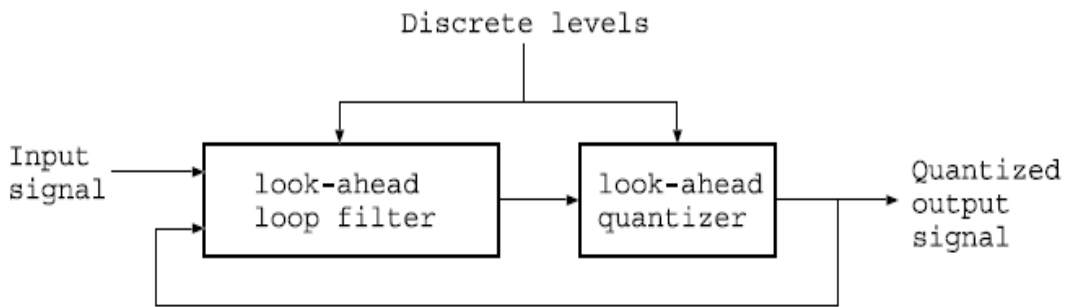 Discrete levels
Input
signal
look-ahead
loop filter
look-ahead
quantizer
Quantized
output
signal